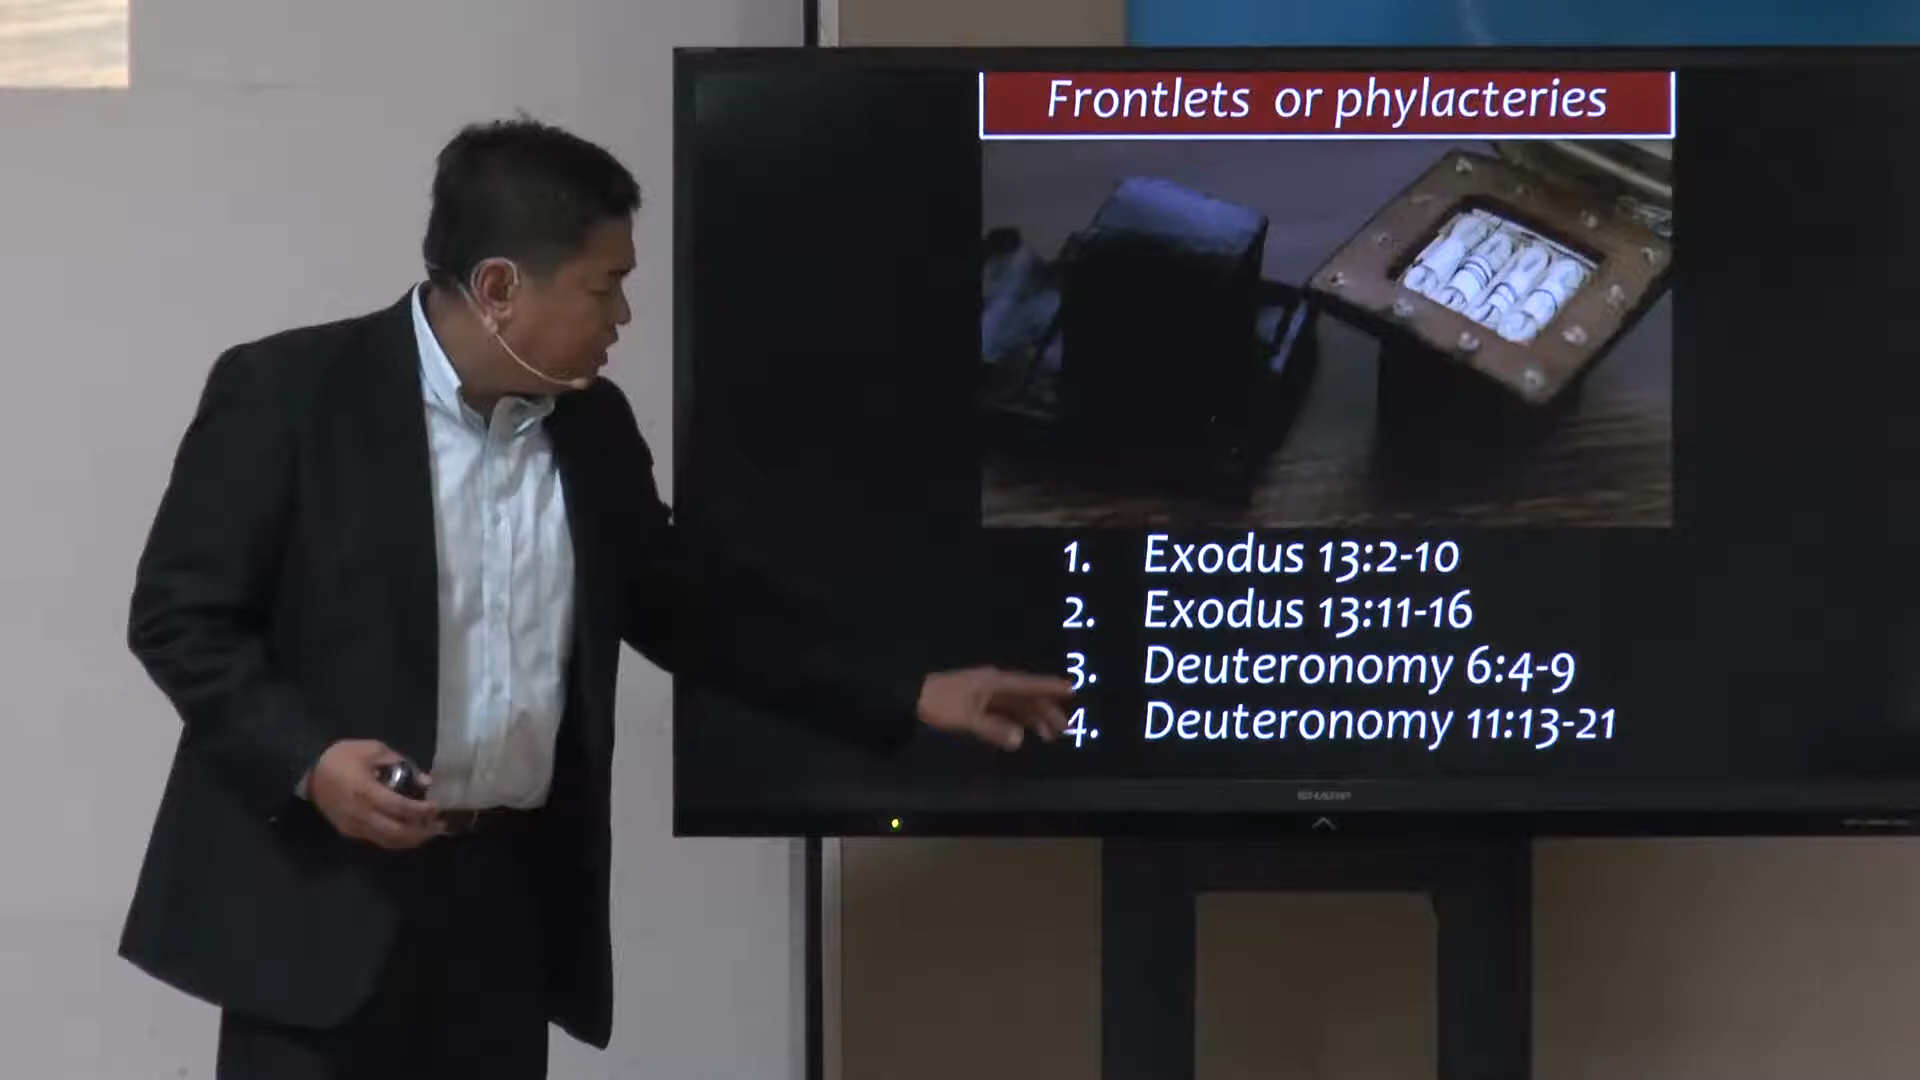 Frontlets or phylacteries
1. Exodus 13:2-10
2. Exodus 13:11-16
3. Deuteronomy 6:4-9
4. Deuteronomy 11:13-21
SHARP